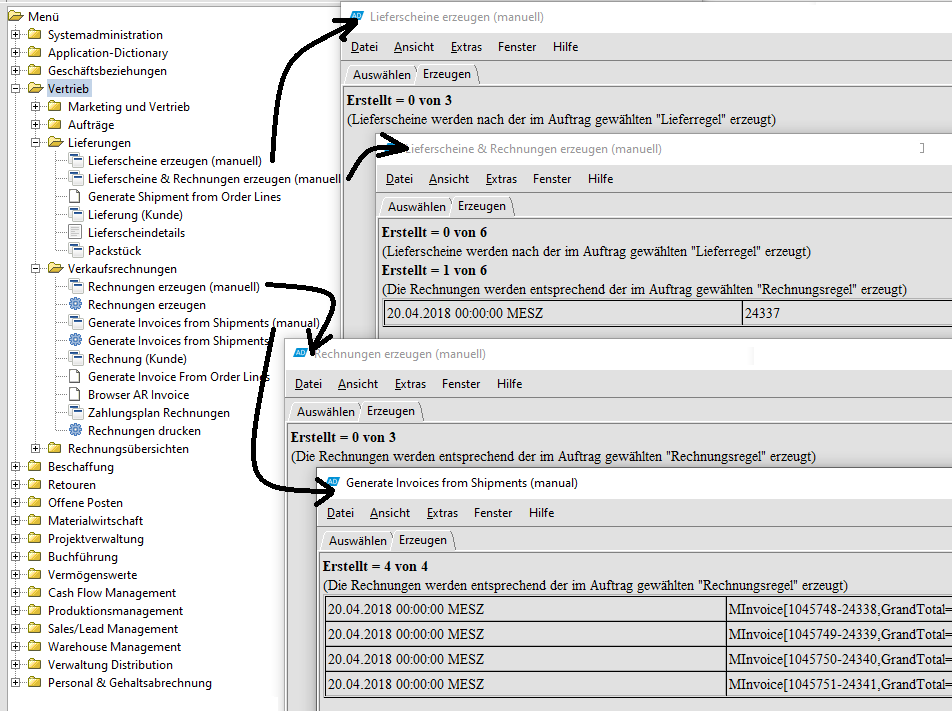 Menü
Systemadministration
Application-Dictionary
Geschäftsbeziehungen
Vertrieb
Marketing und Vertrieb
Aufträge
Lieferungen
Lieferscheine erzeugen (manuell)
Lieferscheine & Rechnungen erzeugen (manuell
Generate Shipment from Order Lines
Lieferung (Kunde)
Lieferscheindetails
Packstück
Verkaufsrechnungen
Rechnungen erzeugen (manuell)
Rechnungen erzeugen
Generate Invoices from Shipments (manual)
Generate Invoices from Shipments
Rechnung (Kunde)
Generate Invoice From Order Lines
Browser AR Invoice
Zahlungsplan Rechnungen
Rechnungen drucken
Rechnungsübersichten
Beschaffung
Retouren
Offene Posten
Materialwirtschaft
Projektverwaltung
Buchführung
Vermögenswerte
Cash Flow Management
Produktionsmanagement
Sales/Lead Management
Warehouse Management
Verwaltung Distribution
Personal & Gehaltsabrechnung
AD Lieferscheine erzeugen (manuell)
Datei Ansicht Extras Fenster Hilfe
Auswählen Erzeugen
Erstellt = 0 von 3
(Lieferscheine werden nach der im Auftrag gewählten "Lieferregel" erzeugt)
Lieferscheine & Rechnungen erzeugen (manuell)
Datei Ansicht Extras Fenster Hilfe
Auswählen Erzeugen
Erstellt = 0 von 6
(Lieferscheine werden nach der im Auftrag gewählten "Lieferregel" erzeugt)
Erstellt = 1 von 6
(Die Rechnungen werden entsprechend der im Auftrag gewählten "Rechnungsregel" erzeugt)
20.04.2018 00:00:00 MESZ 24337
AD Rechnungen erzeugen (manuell)
Datei Ansicht Extras Fenster Hilfe
Auswählen Erzeugen
Erstellt = 0 von 3
(Die Rechnungen werden entsprechend der im Auftrag gewählten "Rechnungsregel" erzeugt)
AD Generate Invoices from Shipments (manual)
Datei Ansicht Extras Fenster Hilfe
Auswählen Erzeugen
Erstellt = 4 von 4
(Die Rechnungen werden entsprechend der im Auftrag gewählten "Rechnungsregel" erzeugt)
20.04.2018 00:00:00 MESZ MInvoice[1045748-24338,GrandTotal=
20.04.2018 00:00:00 MESZ MInvoice[1045749-24339,GrandTotal=
20.04.2018 00:00:00 MESZ MInvoice[1045750-24340,GrandTotal=
20.04.2018 00:00:00 MESZ MInvoice[1045751-24341,GrandTotal=